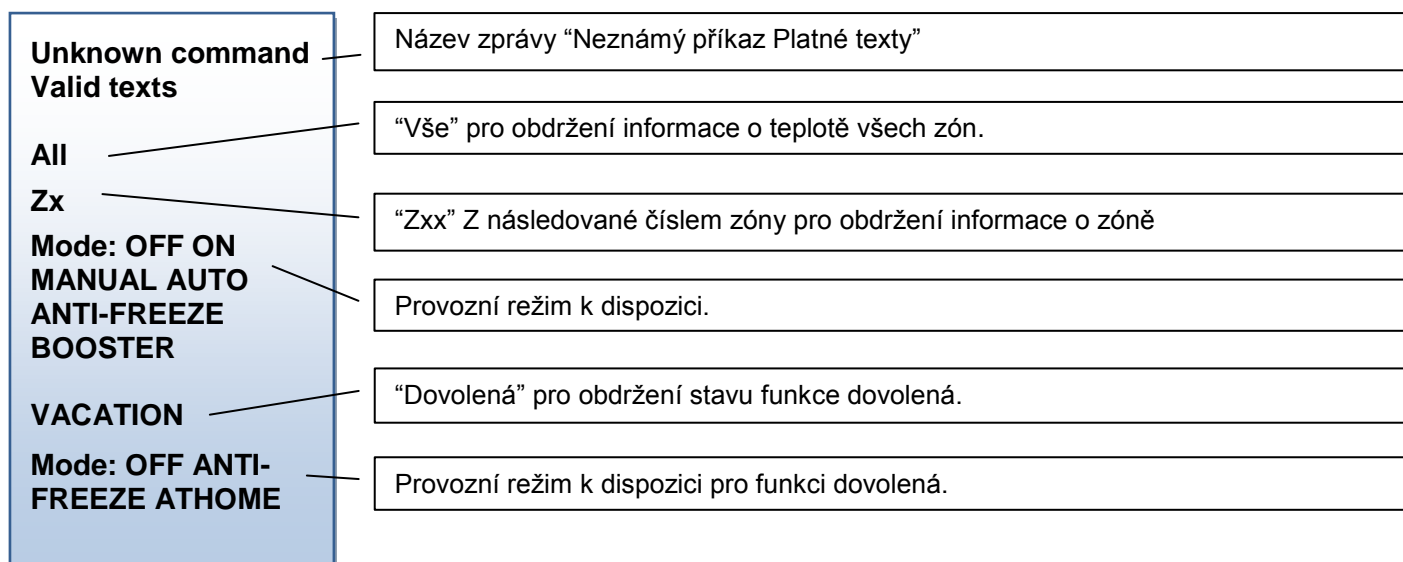 Unknown command
Valid texts
All
Zx
Mode: OFF ON
MANUAL AUTO
ANTI-FREEZE
BOOSTER
VACATION
Mode: OFF ANTI-
FREEZE ATHOME
Název zprávy “Neznámý příkaz Platné texty”
“Vše” pro obdržení informace o teplotě všech zón.
“Zxx” Z následované číslem zóny pro obdržení informace o zóně
Provozní režim k dispozici.
“Dovolená” pro obdržení stavu funkce dovolená.
Provozní režim k dispozici pro funkci dovolená.